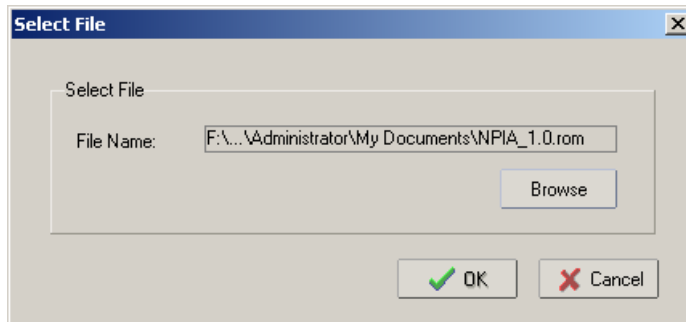 Select File
Select File
File Name: F:\...\Administrator\My Documents\NPIA_1.0.rom
Browse
OK Cancel